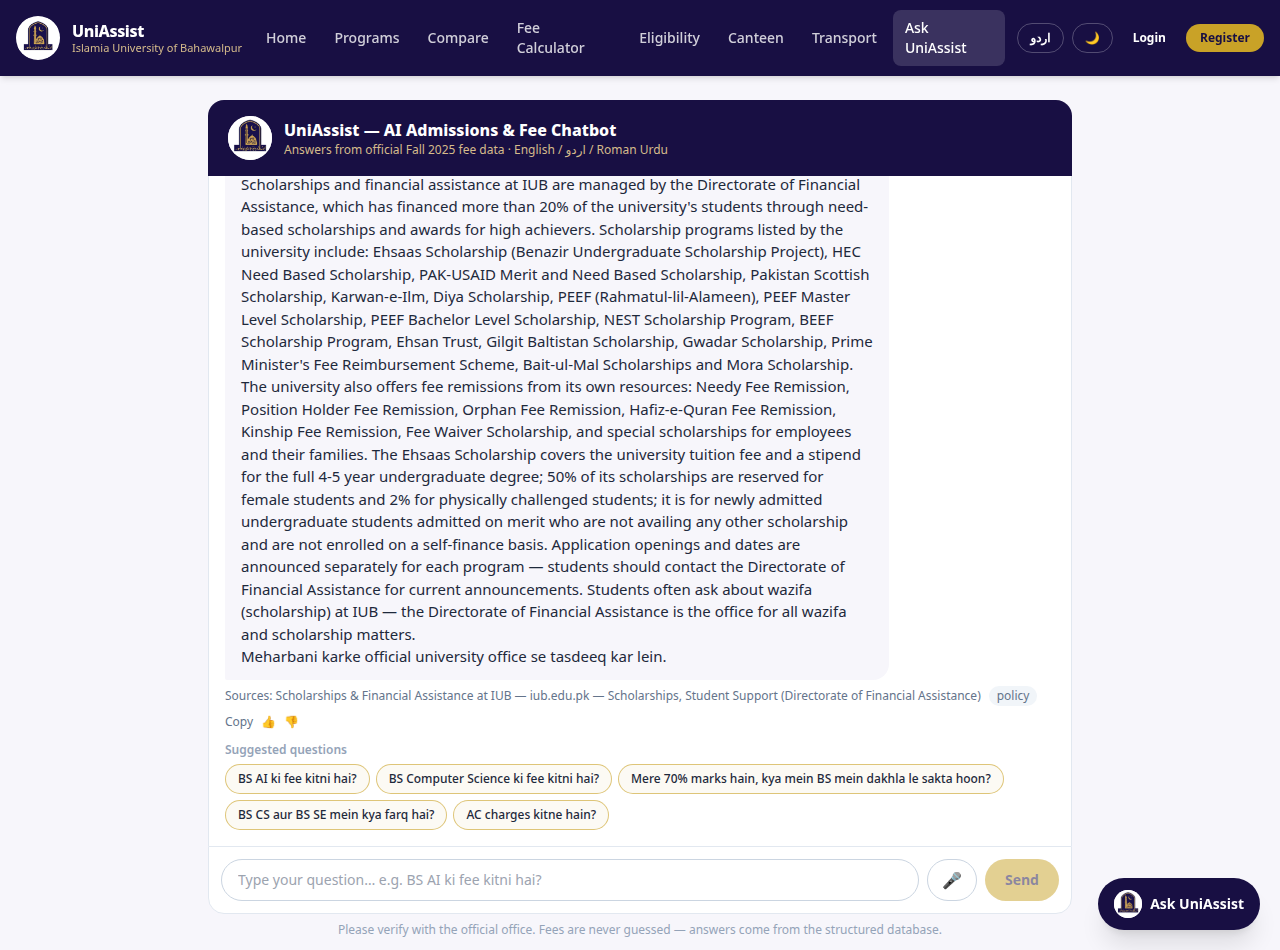 UniAssist
Islamia University of Bahawalpur
Home
Programs
Compare
Fee
Calculator
Eligibility
Canteen
Transport
Ask
UniAssist
اردو
Login
Register
UniAssist — AI Admissions & Fee Chatbot
Answers from official Fall 2025 fee data · English / اردو / Roman Urdu
Scholarships and financial assistance at IUB are managed by the Directorate of Financial
Assistance, which has financed more than 20% of the university's students through need-
based scholarships and awards for high achievers. Scholarship programs listed by the
university include: Ehsaas Scholarship (Benazir Undergraduate Scholarship Project), HEC
Need Based Scholarship, PAK-USAID Merit and Need Based Scholarship, Pakistan Scottish
Scholarship, Karwan-e-Ilm, Diya Scholarship, PEEF (Rahmatul-lil-Alameen), PEEF Master
Level Scholarship, PEEF Bachelor Level Scholarship, NEST Scholarship Program, BEEF
Scholarship Program, Ehsan Trust, Gilgit Baltistan Scholarship, Gwadar Scholarship, Prime
Minister's Fee Reimbursement Scheme, Bait-ul-Mal Scholarships and Mora Scholarship.
The university also offers fee remissions from its own resources: Needy Fee Remission,
Position Holder Fee Remission, Orphan Fee Remission, Hafiz-e-Quran Fee Remission,
Kinship Fee Remission, Fee Waiver Scholarship, and special scholarships for employees
and their families. The Ehsaas Scholarship covers the university tuition fee and a stipend
for the full 4-5 year undergraduate degree; 50% of its scholarships are reserved for
female students and 2% for physically challenged students; it is for newly admitted
undergraduate students admitted on merit who are not availing any other scholarship
and are not enrolled on a self-finance basis. Application openings and dates are
announced separately for each program — students should contact the Directorate of
Financial Assistance for current announcements. Students often ask about wazifa
(scholarship) at IUB — the Directorate of Financial Assistance is the office for all wazifa
and scholarship matters.
Meharbani karke official university office se tasdeeq kar lein.
Sources: Scholarships & Financial Assistance at IUB — iub.edu.pk — Scholarships, Student Support (Directorate of Financial Assistance) policy
Copy
Suggested questions
BS AI ki fee kitni hai?
BS Computer Science ki fee kitni hai?
Mere 70% marks hain, kya mein BS mein dakhla le sakta hoon?
BS CS aur BS SE mein kya farq hai?
AC charges kitne hain?
Type your question... e.g. BS AI ki fee kitni hai?
Send
Ask UniAssist
Please verify with the official office. Fees are never guessed — answers come from the structured database.